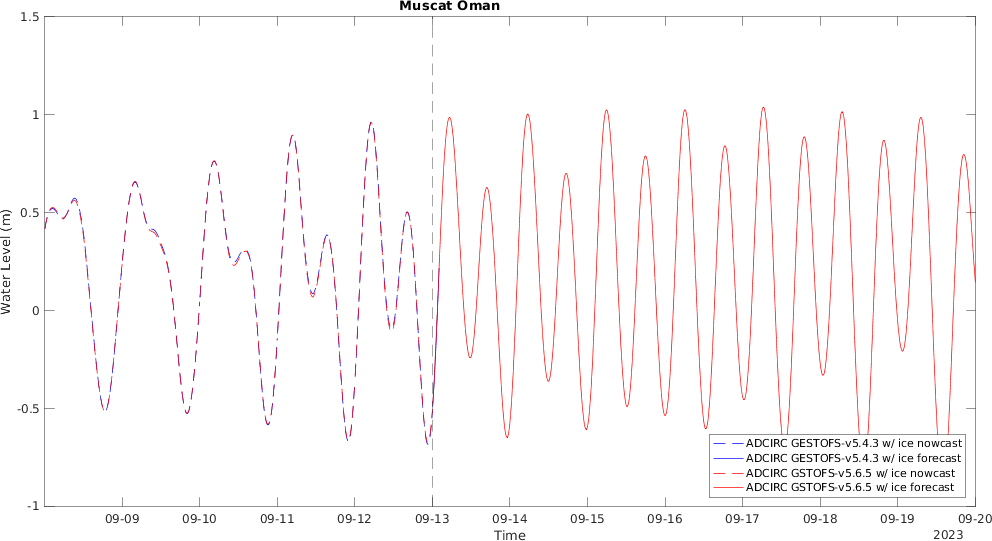 Muscat Oman
1.5
1
0.5
0
-0.5
-1
Water Level (m)
09-09 09-10 09-11 09-12 09-13 09-14 09-15 09-16 09-17 09-18 09-19 09-20
Time
2023
ADCIRC GESTOFS-v5.4.3 w/ ice nowcast
ADCIRC GESTOFS-v5.4.3 w/ ice forecast
ADCIRC GSTOFS-v5.6.5 w/ ice nowcast
ADCIRC GSTOFS-v5.6.5 w/ ice forecast